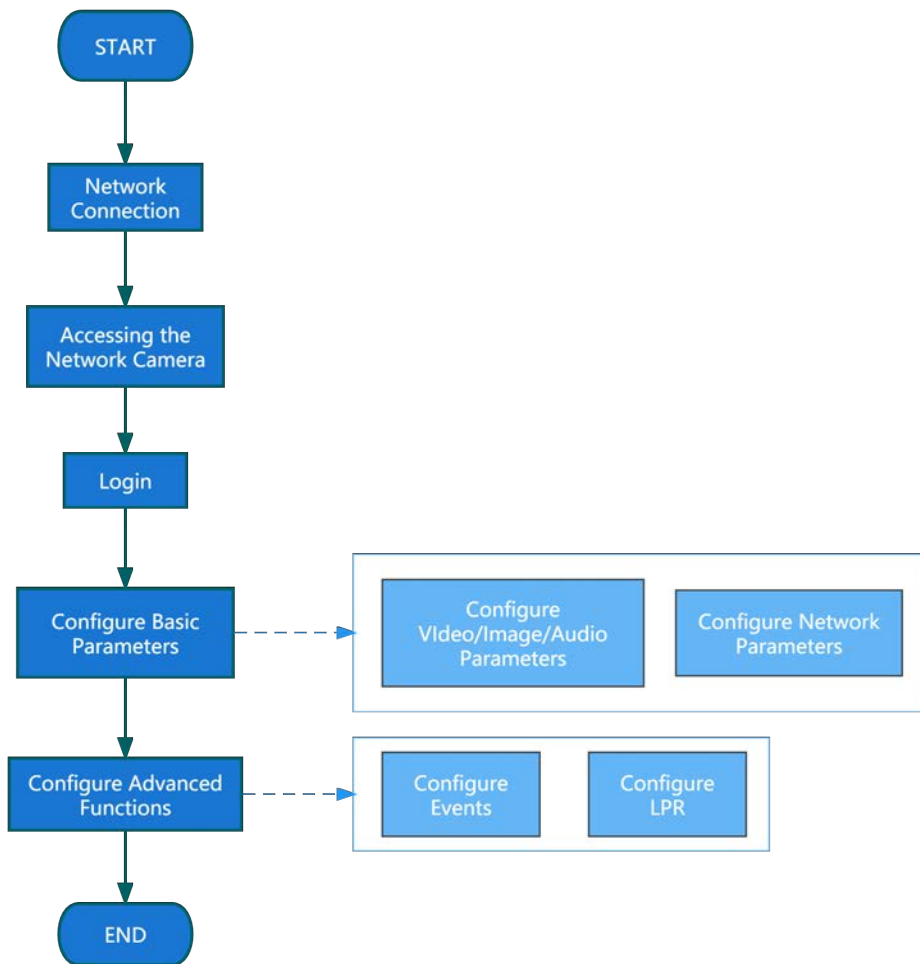 START
Network
Connection
Accessing the
Network Camera
Login
Configure Basic
Parameters
Configure
VIdeo/Image/Audio
Parameters
Configure Network
Parameters
Configure Advanced
Functions
Configure
Events
Configure
LPR
END